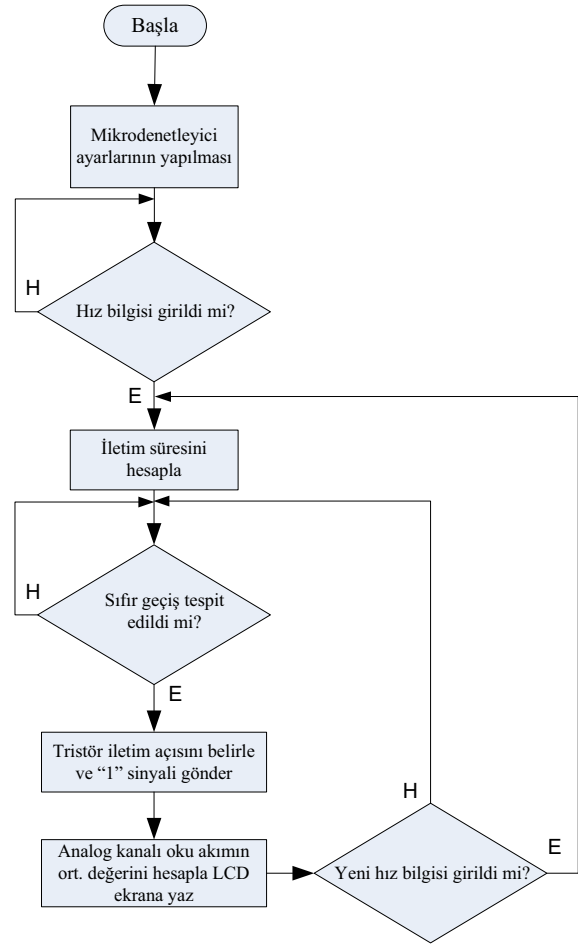 Başla
Mikrodenetleyici
ayarlarının yapılması
H
Hız bilgisi girildi mi?
E
İletim süresini
hesapla
H
Sıfır geçiş tespit
edildi mi?
E
Tristör iletim açısını belirle
ve “1” sinyali gönder
H
Analog kanalı oku akımın
ort. değerini hesapla LCD
ekrana yaz
Yeni hız bilgisi girildi mi?
E